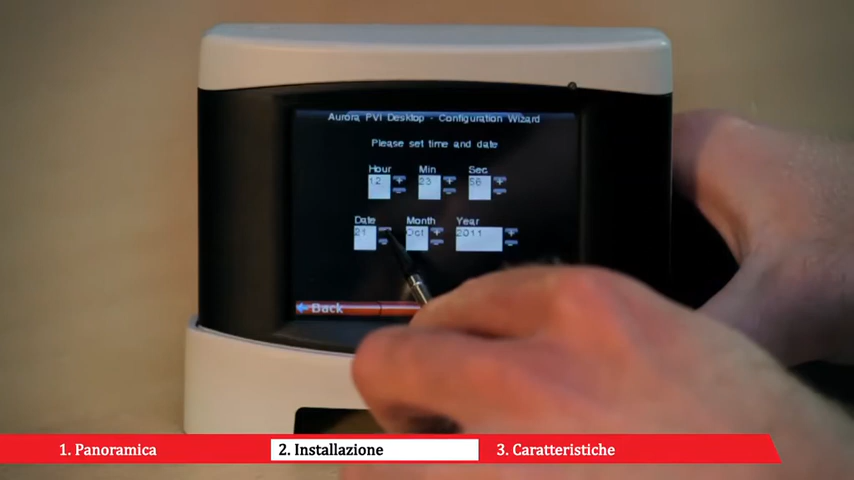 Aurora PVI Desktop - Configuration Wizard
Please set time and date
Hour Min Sec
12 23 56
Date Month Year
21 Oct 2011
Back
1. Panoramica 2. Installazione 3. Caratteristiche